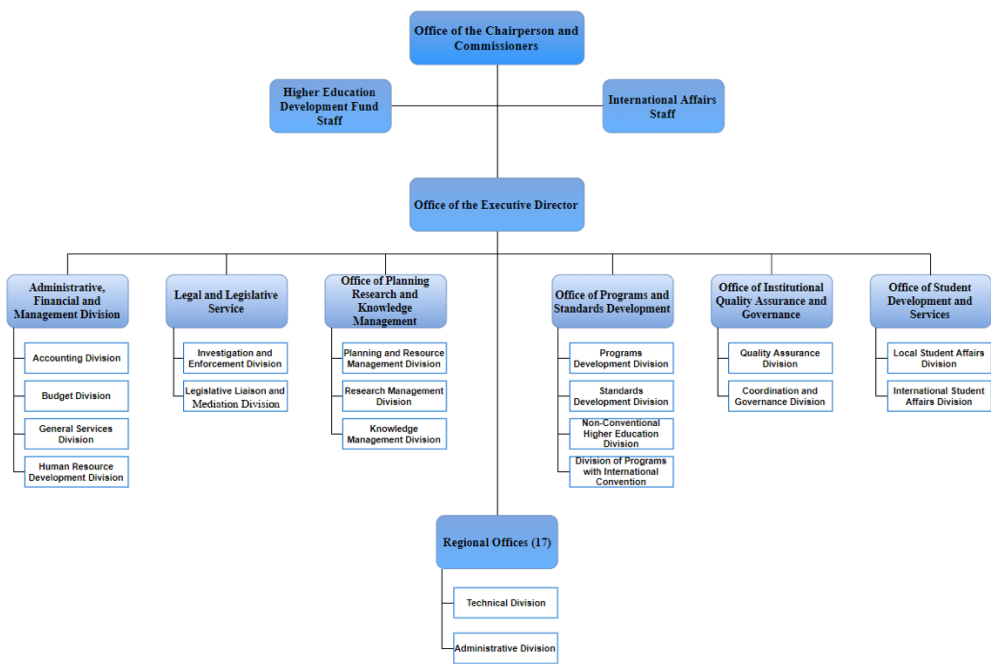 Office of the Chairperson and
Commissioners
Higher Education
Development Fund
Staff
International Affairs
Staff
Office of the Executive Director
Administrative,
Financial and
Management Division
Legal and Legislative
Service
Office of Planning
Research and
Knowledge
Management
Office of Programs and
Standards Development
Office of Institutional
Quality Assurance and
Governance
Office of Student
Development and
Services
Accounting Division
Budget Division
General Services
Division
Human Resource
Development Division
Investigation and
Enforcement Division
Legislative Liaison and
Mediation Division
Planning and Resource
Management Division
Research Management
Division
Knowledge
Management Division
Programs
Development Division
Standards
Development Division
Non-Conventional
Higher Education
Division
Division of Programs
with International
Convention
Quality Assurance
Division
Coordination and
Governance Division
Local Student Affairs
Division
International Student
Affairs Division
Regional Offices (17)
Technical Division
Administrative Division